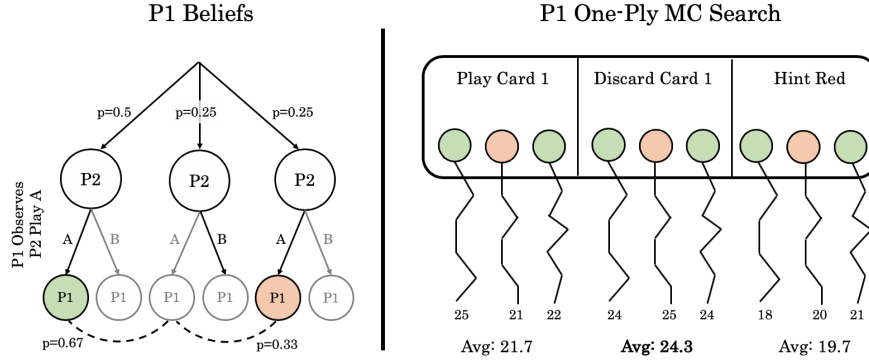 P1 Beliefs
p=0.5
p=0.25
p=0.25
P2
P2
P2
P1 Observes
P2 Play A
A
B
A
B
A
B
P1
P1
P1
P1
P1
P1
p=0.67
p=0.33
P1 One-Ply MC Search
Play Card 1
Discard Card 1
Hint Red
25
21
22
24
25
24
18
20
21
Avg: 21.7
Avg: 24.3
Avg: 19.7